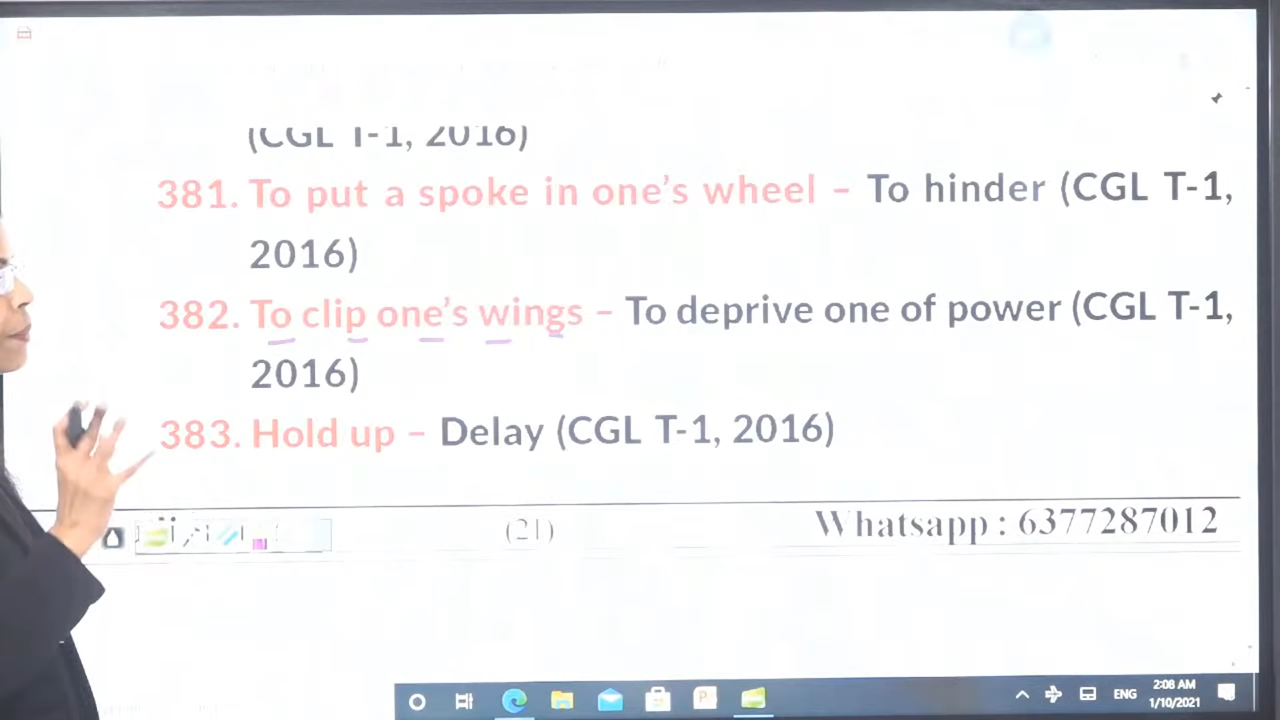 (CGL T-1, 2016)
381. To put a spoke in one's wheel – To hinder (CGL T-1,
2016)
382. To clip one's wings – To deprive one of power (CGL T-1,
2016)
383. Hold up – Delay (CGL T-1, 2016)
(21) Whatsapp : 6377287012
ENG 2:08 AM
1/10/2021